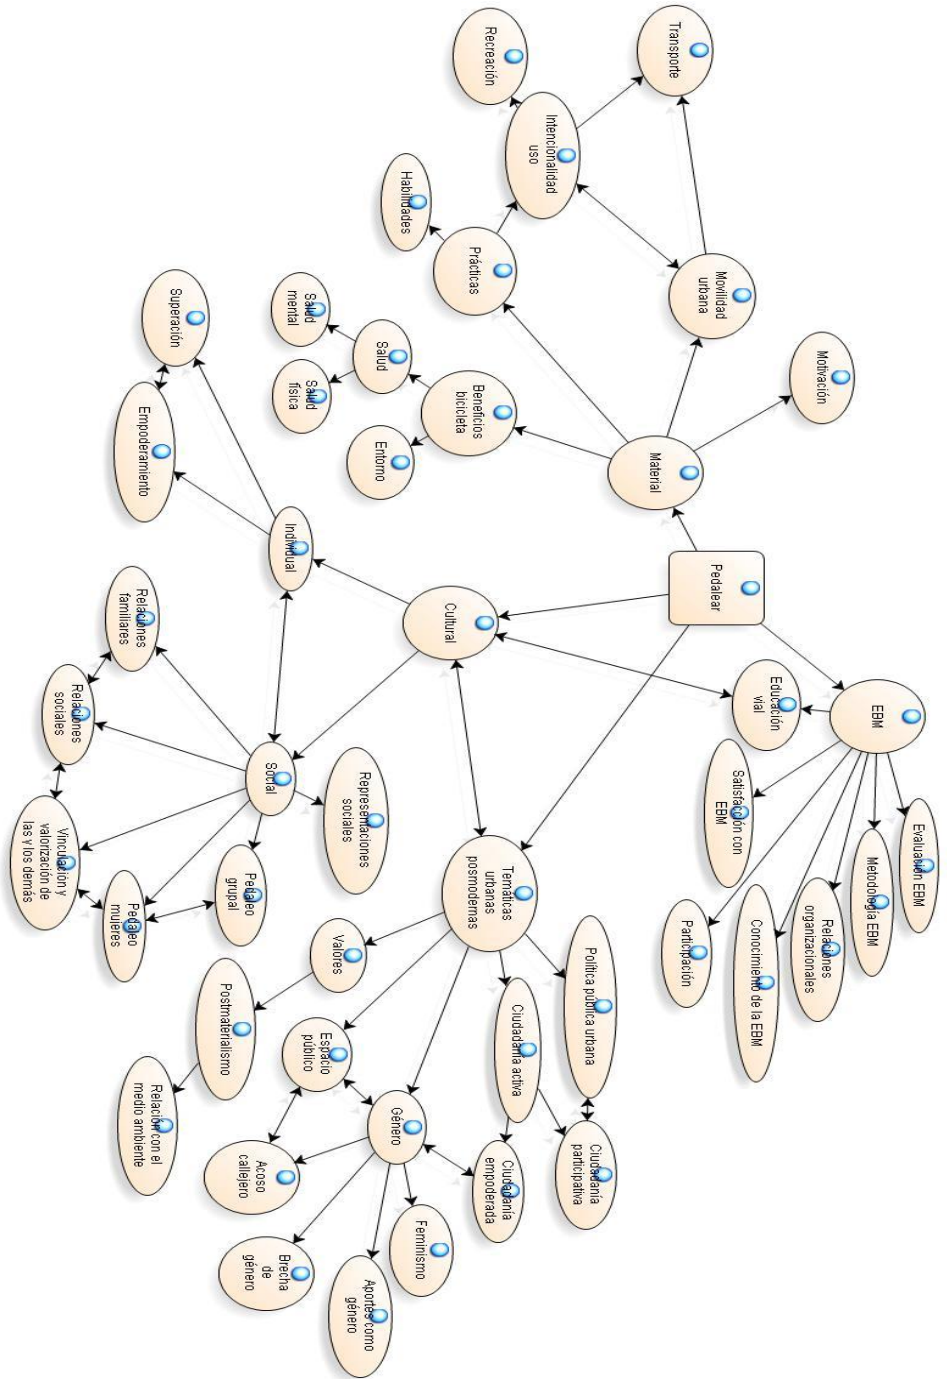 EBM
Evaluación EBM
Metodología EBM
Motivación
Relaciones
organizacionales
Educación
vial
Conocimiento de la EBM
Satisfacción con
EBM
Pedalear
Movilidad
urbana
Participación
Transporte
Material
Política pública urbana
Ciudadanía
participativa
Intencionalidad
uso
Ciudadanía activa
Temáticas
urbanas
posmodernas
Ciudadanía
empoderada
Recreación
Prácticas
Beneficios
bicicleta
Cultural
Feminismo
Habilidades
Género
Salud
Entorno
Representaciones
sociales
Aportes como
género
Valores
Espacio
público
Salud
mental
Salud
física
Individual
Social
Brecha
de
género
Acoso
callejero
Pedaleo
grupal
Postmaterialismo
Superación
Empoderamiento
Relaciones
familiares
Pedaleo
mujeres
Relación con el
medio ambiente
Relaciones
sociales
Vinculación y
valorización de
las y los demás